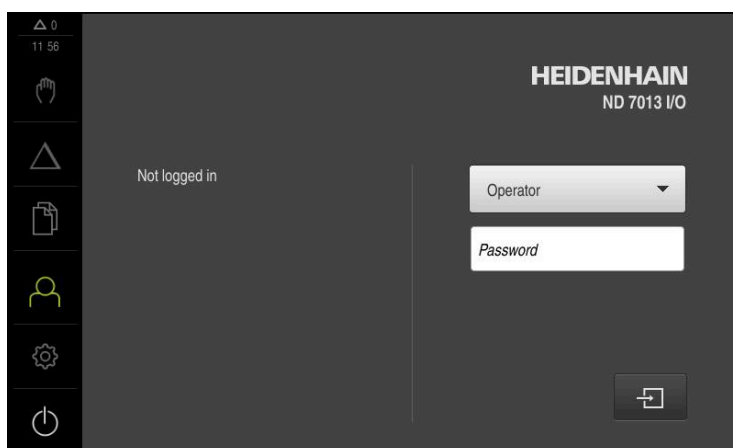 0
11 56
HEIDENHAIN
ND 7013 I/O
Not logged in
Operator
Password